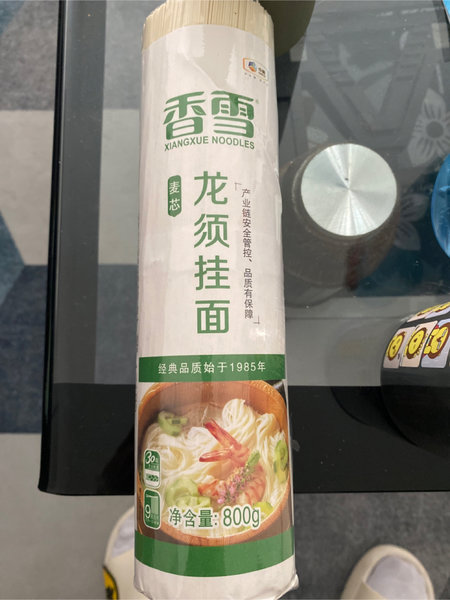 香雪
XIANGXUE NOODLES
麦芯
龙须挂面
「产业链安全管控、品质有保障」
经典品质始于1985年
净含量:800g